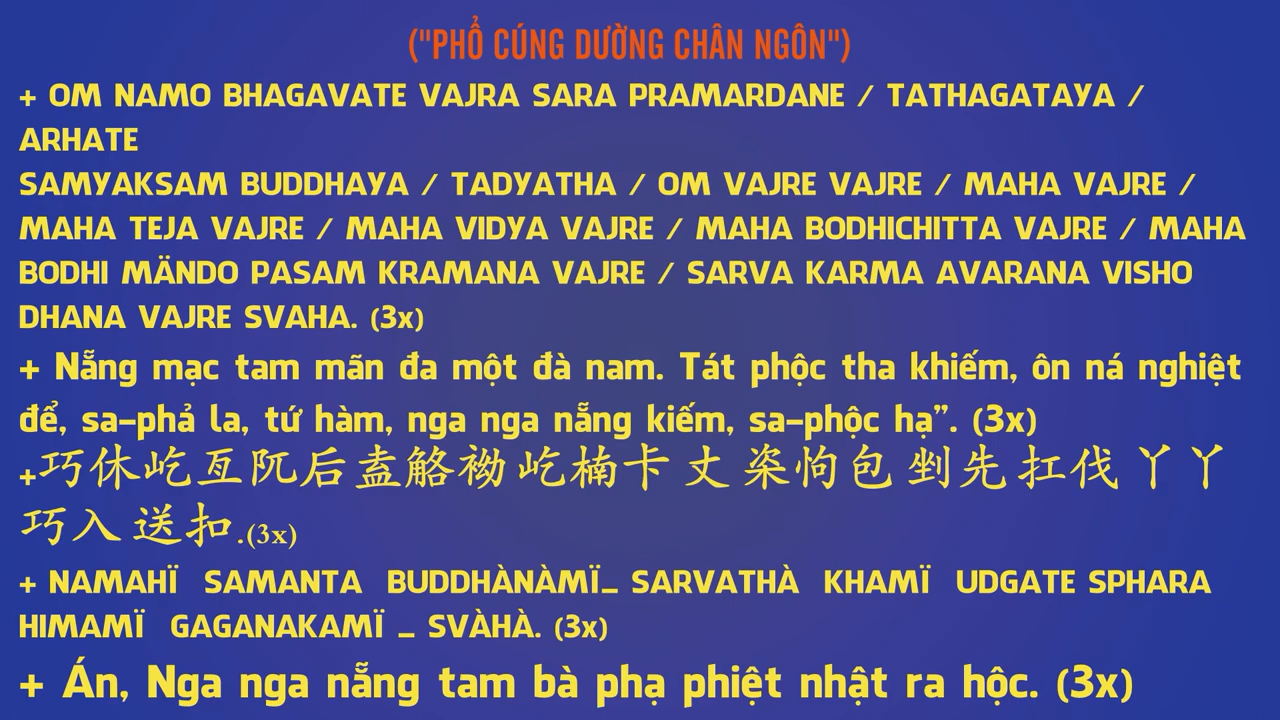 ("PHỔ CÚNG DƯỜNG CHÂN NGÔN")
+ OM NAMO BHAGAVATE VAJRA SARA PRAMARDANE / TATHAGATAYA /
ARHATE
SAMYAKSAM BUDDHAYA / TADYATHA / OM VAJRE VAJRE / MAHA VAJRE /
MAHA TEJA VAJRE / MAHA VIDYA VAJRE / MAHA BODHICHITTA VAJRE / MAHA
BODHI MÄNDO PASAM KRAMANA VAJRE / SARVA KARMA AVARANA VISHO
DHANA VAJRE SVAHA. (3x)
+ Nẵng mạc tam mãn đa một đà nam. Tát phộc tha khiếm, ôn ná nghiệt
để, sa-phả la, tứ hàm, nga nga nẵng kiếm, sa-phộc hạ”. (3x)
+巧休屹亙阢后盍觡袎屹楠卡丈栥怐包剉先扛伐丫丫
巧入送扣.(3x)
+ NAMAHÏ SAMANTA BUDDHÀNÀMÏ_ SARVATHÀ KHAMÏ UDGATE SPHARA
HIMAMÏ GAGANAKAMÏ _ SVÀHÀ. (3x)
+ Án, Nga nga nẵng tam bà phạ phiệt nhật ra hộc. (3x)